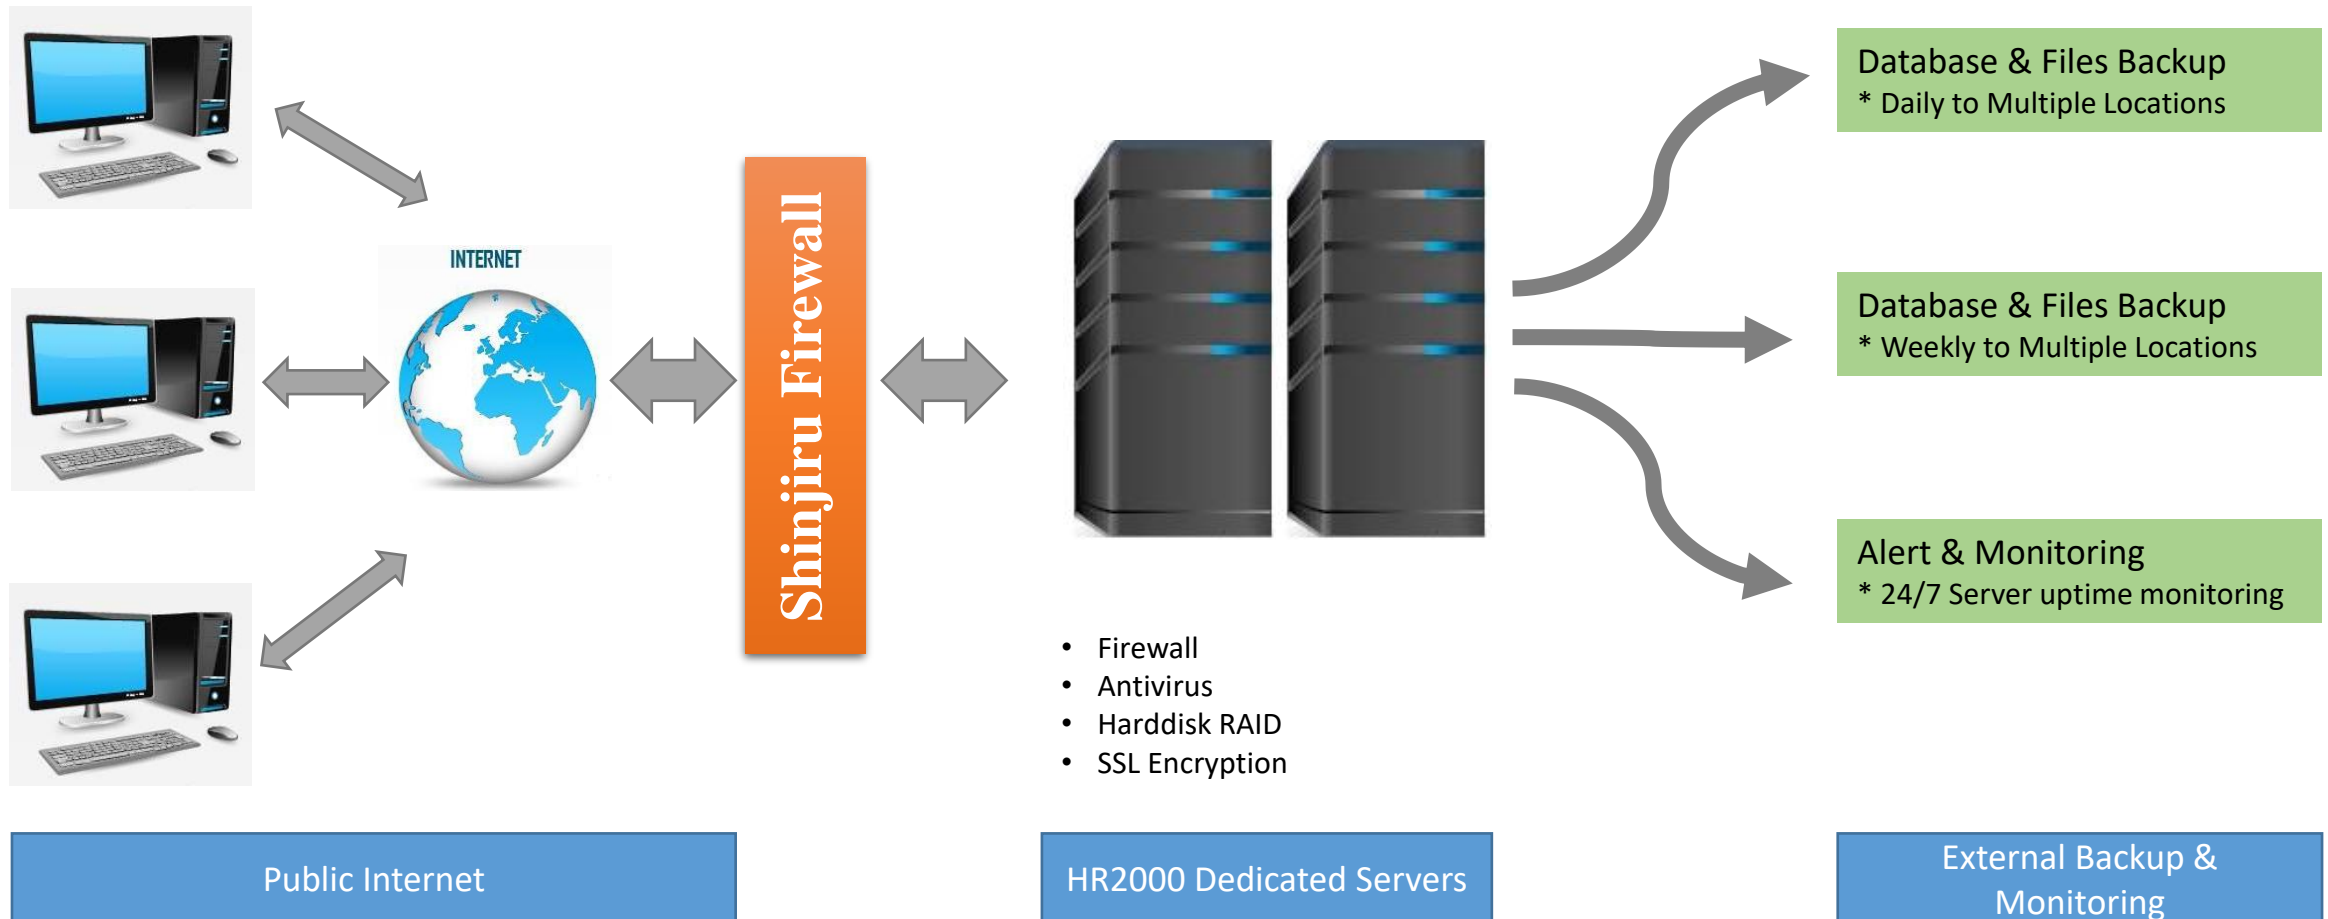 INTERNET
Shinjiru Firewall
• Firewall
• Antivirus
• Harddisk RAID
• SSL Encryption
Database & Files Backup
* Daily to Multiple Locations
Database & Files Backup
* Weekly to Multiple Locations
Alert & Monitoring
* 24/7 Server uptime monitoring
Public Internet
HR2000 Dedicated Servers
External Backup &
Monitoring